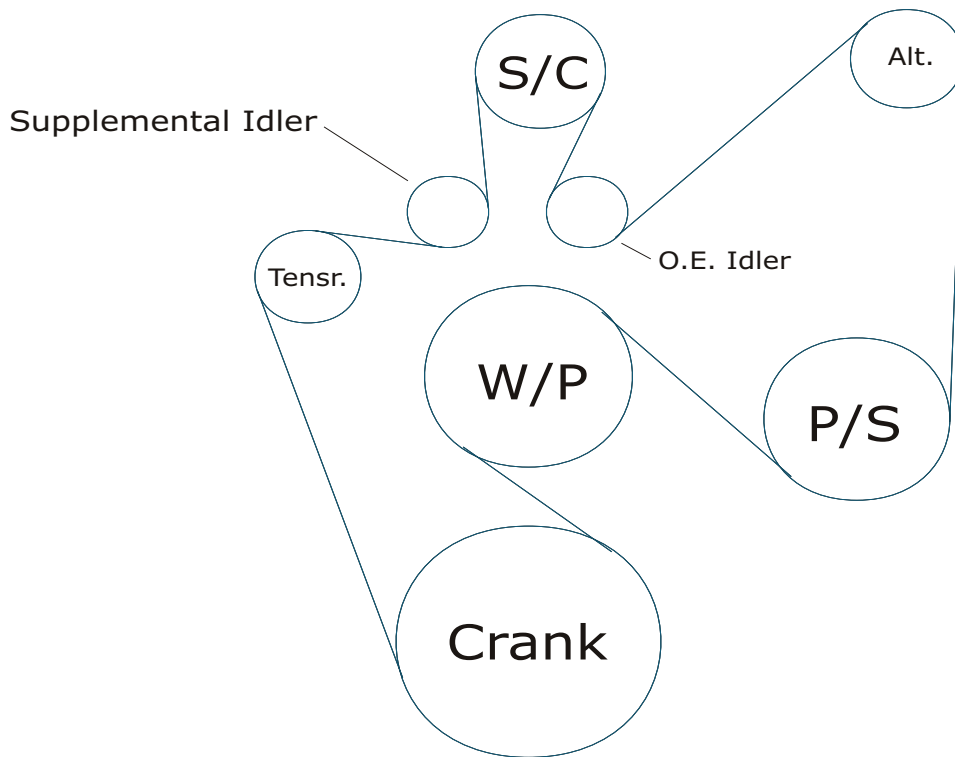 S/C
Alt.
Supplemental Idler
O.E. Idler
Tensr.
W/P
P/S
Crank